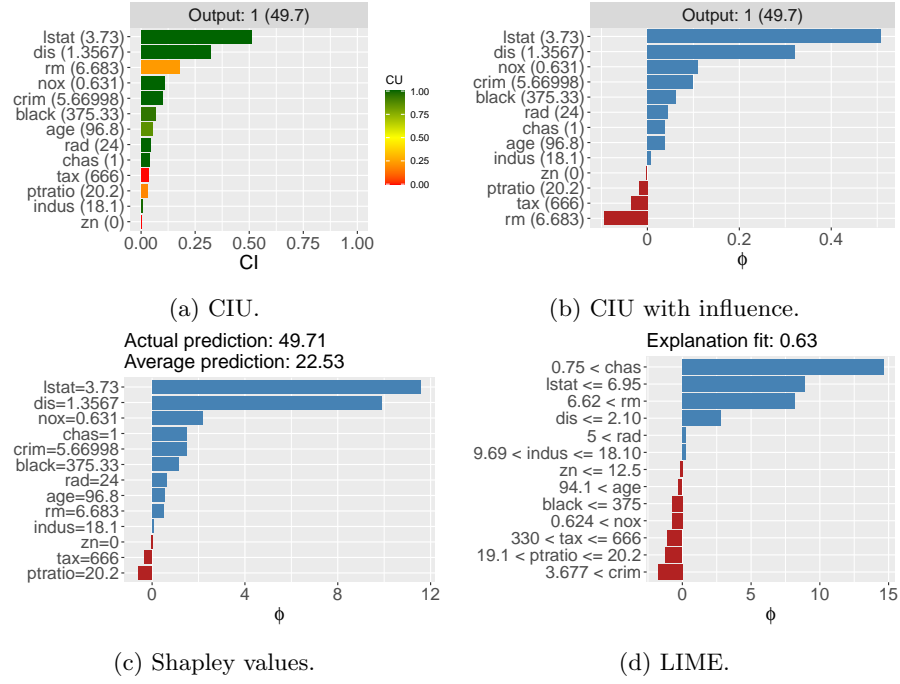 Output: 1 (49.7)
lstat (3.73)
dis (1.3567)
rm (6.683)
nox (0.631)
crim (5.66998)
black (375.33)
age (96.8)
rad (24)
chas (1)
tax (666)
ptratio (20.2)
indus (18.1)
zn (0)
0.00 0.25 0.50 0.75 1.00
CI
CU
1.00
0.75
0.50
0.25
0.00
(a) CIU.
Output: 1 (49.7)
lstat (3.73)
dis (1.3567)
nox (0.631)
crim (5.66998)
black (375.33)
rad (24)
chas (1)
age (96.8)
indus (18.1)
zn (0)
ptratio (20.2)
tax (666)
rm (6.683)
0 0.2 0.4
ϕ
(b) CIU with influence.
Actual prediction: 49.71
Average prediction: 22.53
lstat=3.73
dis=1.3567
nox=0.631
chas=1
crim=5.66998
black=375.33
rad=24
age=96.8
rm=6.683
indus=18.1
zn=0
tax=666
ptratio=20.2
0 4 8 12
ϕ
(c) Shapley values.
Explanation fit: 0.63
0.75 < chas
lstat <= 6.95
6.62 < rm
dis <= 2.10
5 < rad
9.69 < indus <= 18.10
zn <= 12.5
94.1 < age
black <= 375
0.624 < nox
330 < tax <= 666
19.1 < ptratio <= 20.2
3.677 < crim
0 5 10 15
ϕ
(d) LIME.